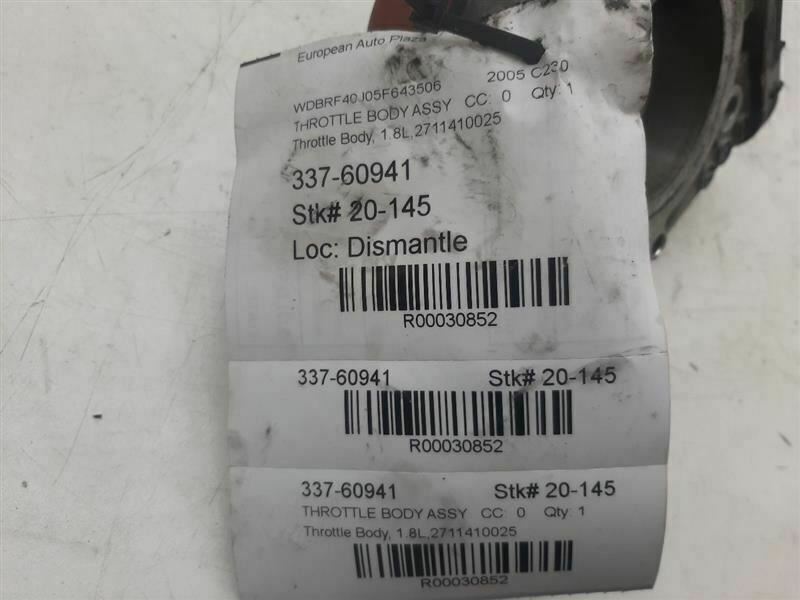 European Auto Plaza
WDBRF40J05F643506 2005 C230
THROTTLE BODY ASSY CC: 0 Qty: 1
Throttle Body, 1.8L,2711410025
337-60941
Stk# 20-145
Loc: Dismantle
R00030852
337-60941 Stk# 20-145
R00030852
337-60941 Stk# 20-145
THROTTLE BODY ASSY CC: 0 Qty: 1
Throttle Body, 1.8L,2711410025
R00030852